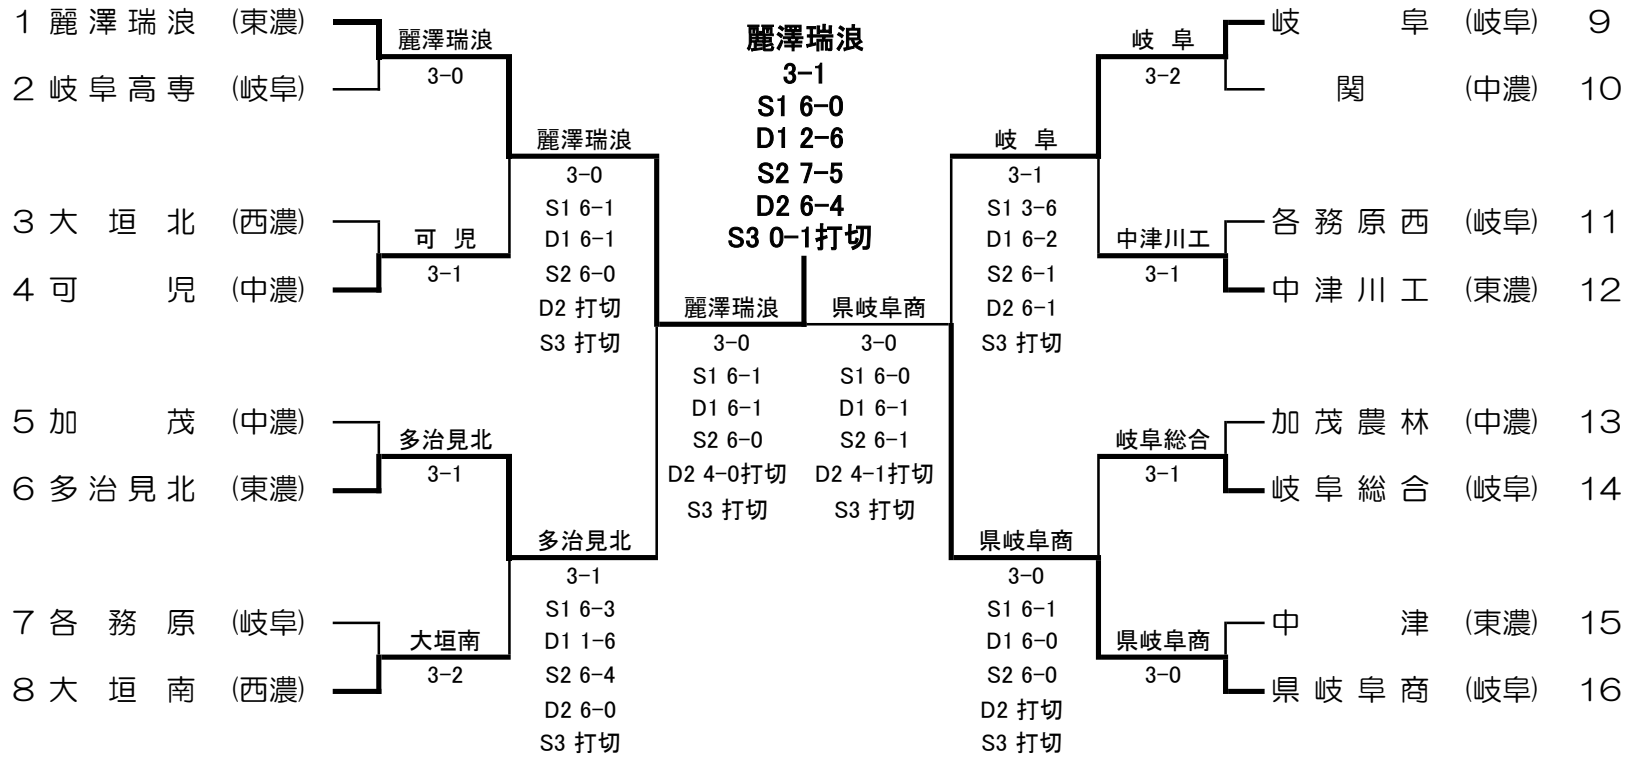 1 麗澤瑞浪 (東濃)
2 岐阜高専 (岐阜)
3 大垣北 (西濃)
4 可児 (中濃)
5 加茂 (中濃)
6 多治見北 (東濃)
7 各務原 (岐阜)
8 大垣南 (西濃)
麗澤瑞浪
3-0
可児
3-1
多治見北
3-1
大垣南
3-2
麗澤瑞浪
3-0
S1 6-1
D1 6-1
S2 6-0
D2 打切
S3 打切
多治見北
3-1
S1 6-3
D1 1-6
S2 6-4
D2 6-0
S3 打切
麗澤瑞浪
3-0
S1 6-1
D1 6-1
S2 6-0
D2 4-0打切
S3 打切
麗澤瑞浪
3-1
S1 6-0
D1 2-6
S2 7-5
D2 6-4
S3 0-1打切
県岐阜商
3-0
S1 6-0
D1 6-1
S2 6-1
D2 4-1打切
S3 打切
岐阜
3-1
S1 3-6
D1 6-2
S2 6-1
D2 6-1
S3 打切
県岐阜商
3-0
S1 6-1
D1 6-0
S2 6-0
D2 打切
S3 打切
岐阜
3-2
中津川工
3-1
岐阜総合
3-1
県岐阜商
3-0
岐阜 (岐阜) 9
関 (中濃) 10
各務原西 (岐阜) 11
中津川工 (東濃) 12
加茂農林 (中濃) 13
岐阜総合 (岐阜) 14
中津 (東濃) 15
県岐阜商 (岐阜) 16